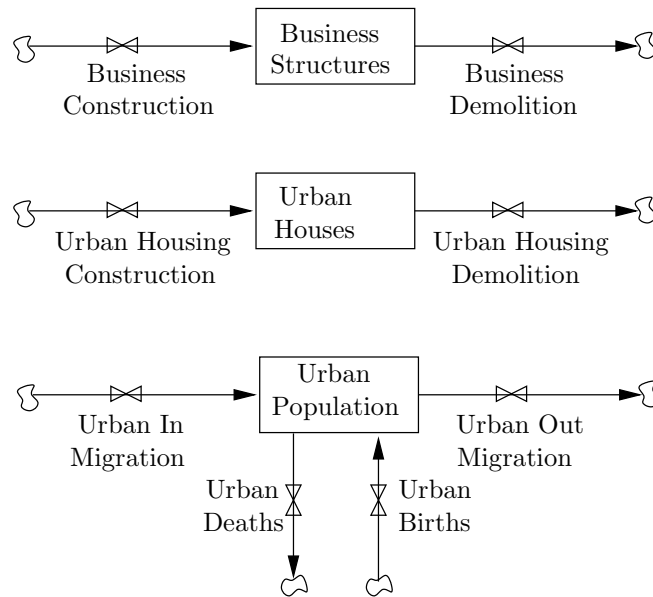 Business
Structures
Business
Construction
Business
Demolition
Urban
Houses
Urban Housing
Construction
Urban Housing
Demolition
Urban
Population
Urban In
Migration
Urban Out
Migration
Urban
Deaths
Urban
Births